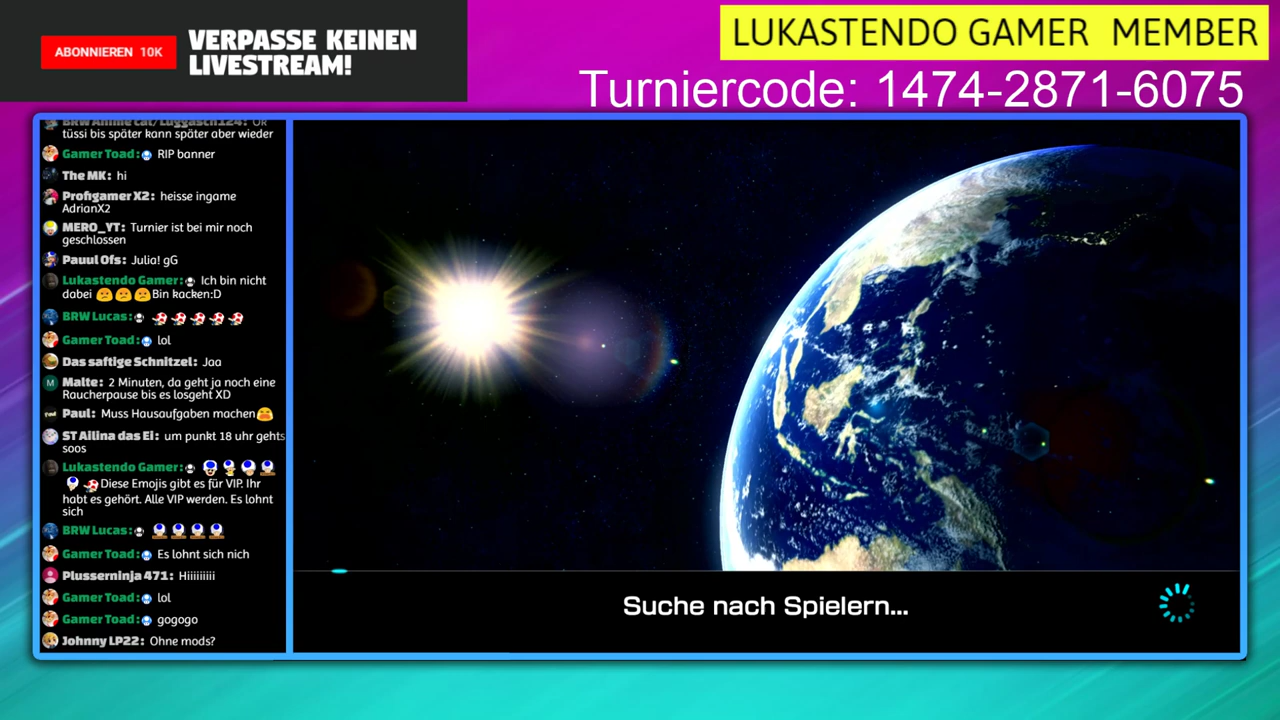 ABONNIEREN 10K
VERPASSE KEINEN
LIVESTREAM!
LUKASTENDO GAMER MEMBER
Turniercode: 1474-2871-6075
BRW Anime cat/Luggasch124: OK
tüssi bis später kann später aber wieder
Gamer Toad: RIP banner
The MK: hi
Profigamer X2: heisse ingame
AdrianX2
MERO_YT: Turnier ist bei mir noch
geschlossen
Pauul Ofs: Julia! gG
Lukastendo Gamer: Ich bin nicht
dabei Bin kacken:D
BRW Lucas:
Gamer Toad: lol
Das saftige Schnitzel: Jaa
M Malte: 2 Minuten, da geht ja noch eine
Raucherpause bis es losgeht XD
Paul: Muss Hausaufgaben machen
ST Ailina das Ei: um punkt 18 uhr gehts
soos
Lukastendo Gamer:
Diese Emojis gibt es für VIP. Ihr
habt es gehört. Alle VIP werden. Es lohnt
sich
BRW Lucas:
Gamer Toad: Es lohnt sich nich
Plusserninja 471: Hiiiiiiiii
Gamer Toad: lol
Gamer Toad: gogogo
Johnny LP22: Ohne mods?
Suche nach Spielern...